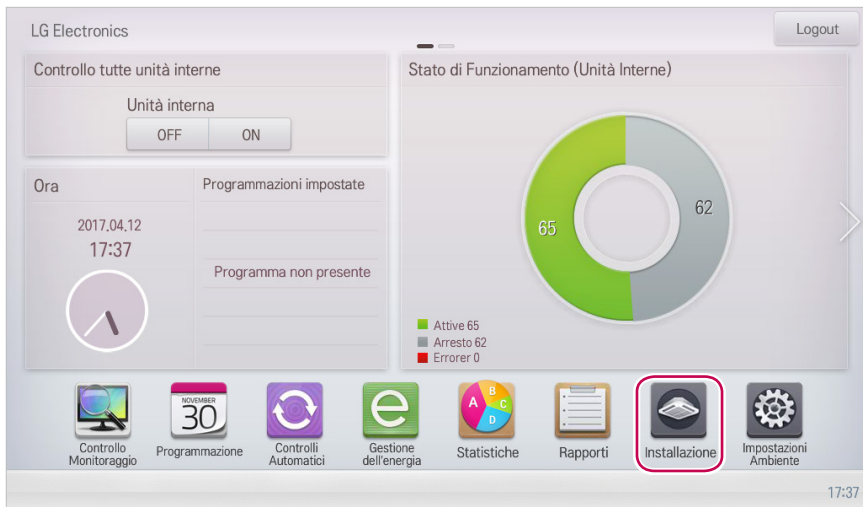 LG Electronics
Logout
Controllo tutte unità interne
Unità interna
OFF ON
Ora
2017.04.12
17:37
Programmazioni impostate
Programma non presente
Stato di Funzionamento (Unità Interne)
65
62
Attive 65
Arresto 62
Errorer 0
Controllo
Monitoraggio
NOVEMBER
30
Programmazione
Controlli
Automatici
e
Gestione
dell'energia
A
B
C
D
Statistiche
Rapporti
Installazione
Impostazioni
Ambiente
17:37